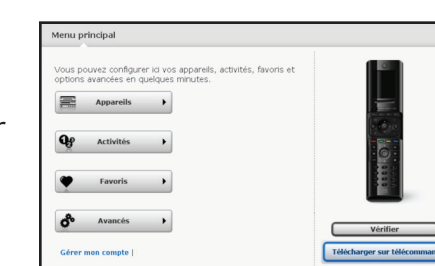 Menu principal
Vous pouvez configurer ici vos appareils, activités, favoris et
options avancées en quelques minutes.
Appareils
r
Activités
Favoris
Avancés
Vérifier
Gérer mon compte |
Télécharger sur télécomman